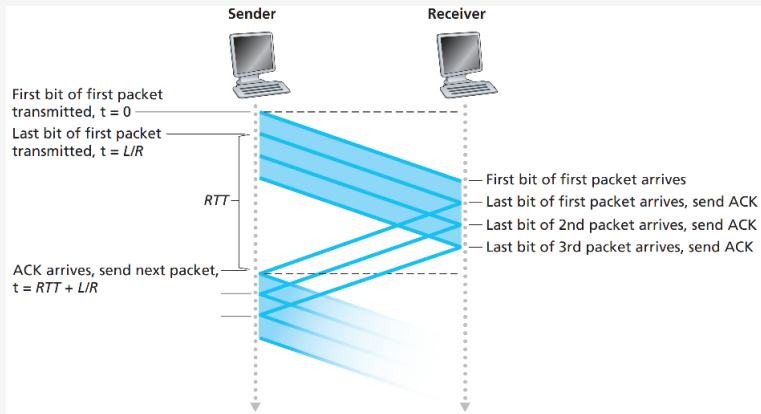 Sender
Receiver
First bit of first packet
transmitted, t = 0
Last bit of first packet
transmitted, t = L/R
RTT
First bit of first packet arrives
Last bit of first packet arrives, send ACK
Last bit of 2nd packet arrives, send ACK
Last bit of 3rd packet arrives, send ACK
ACK arrives, send next packet,
t = RTT + L/R